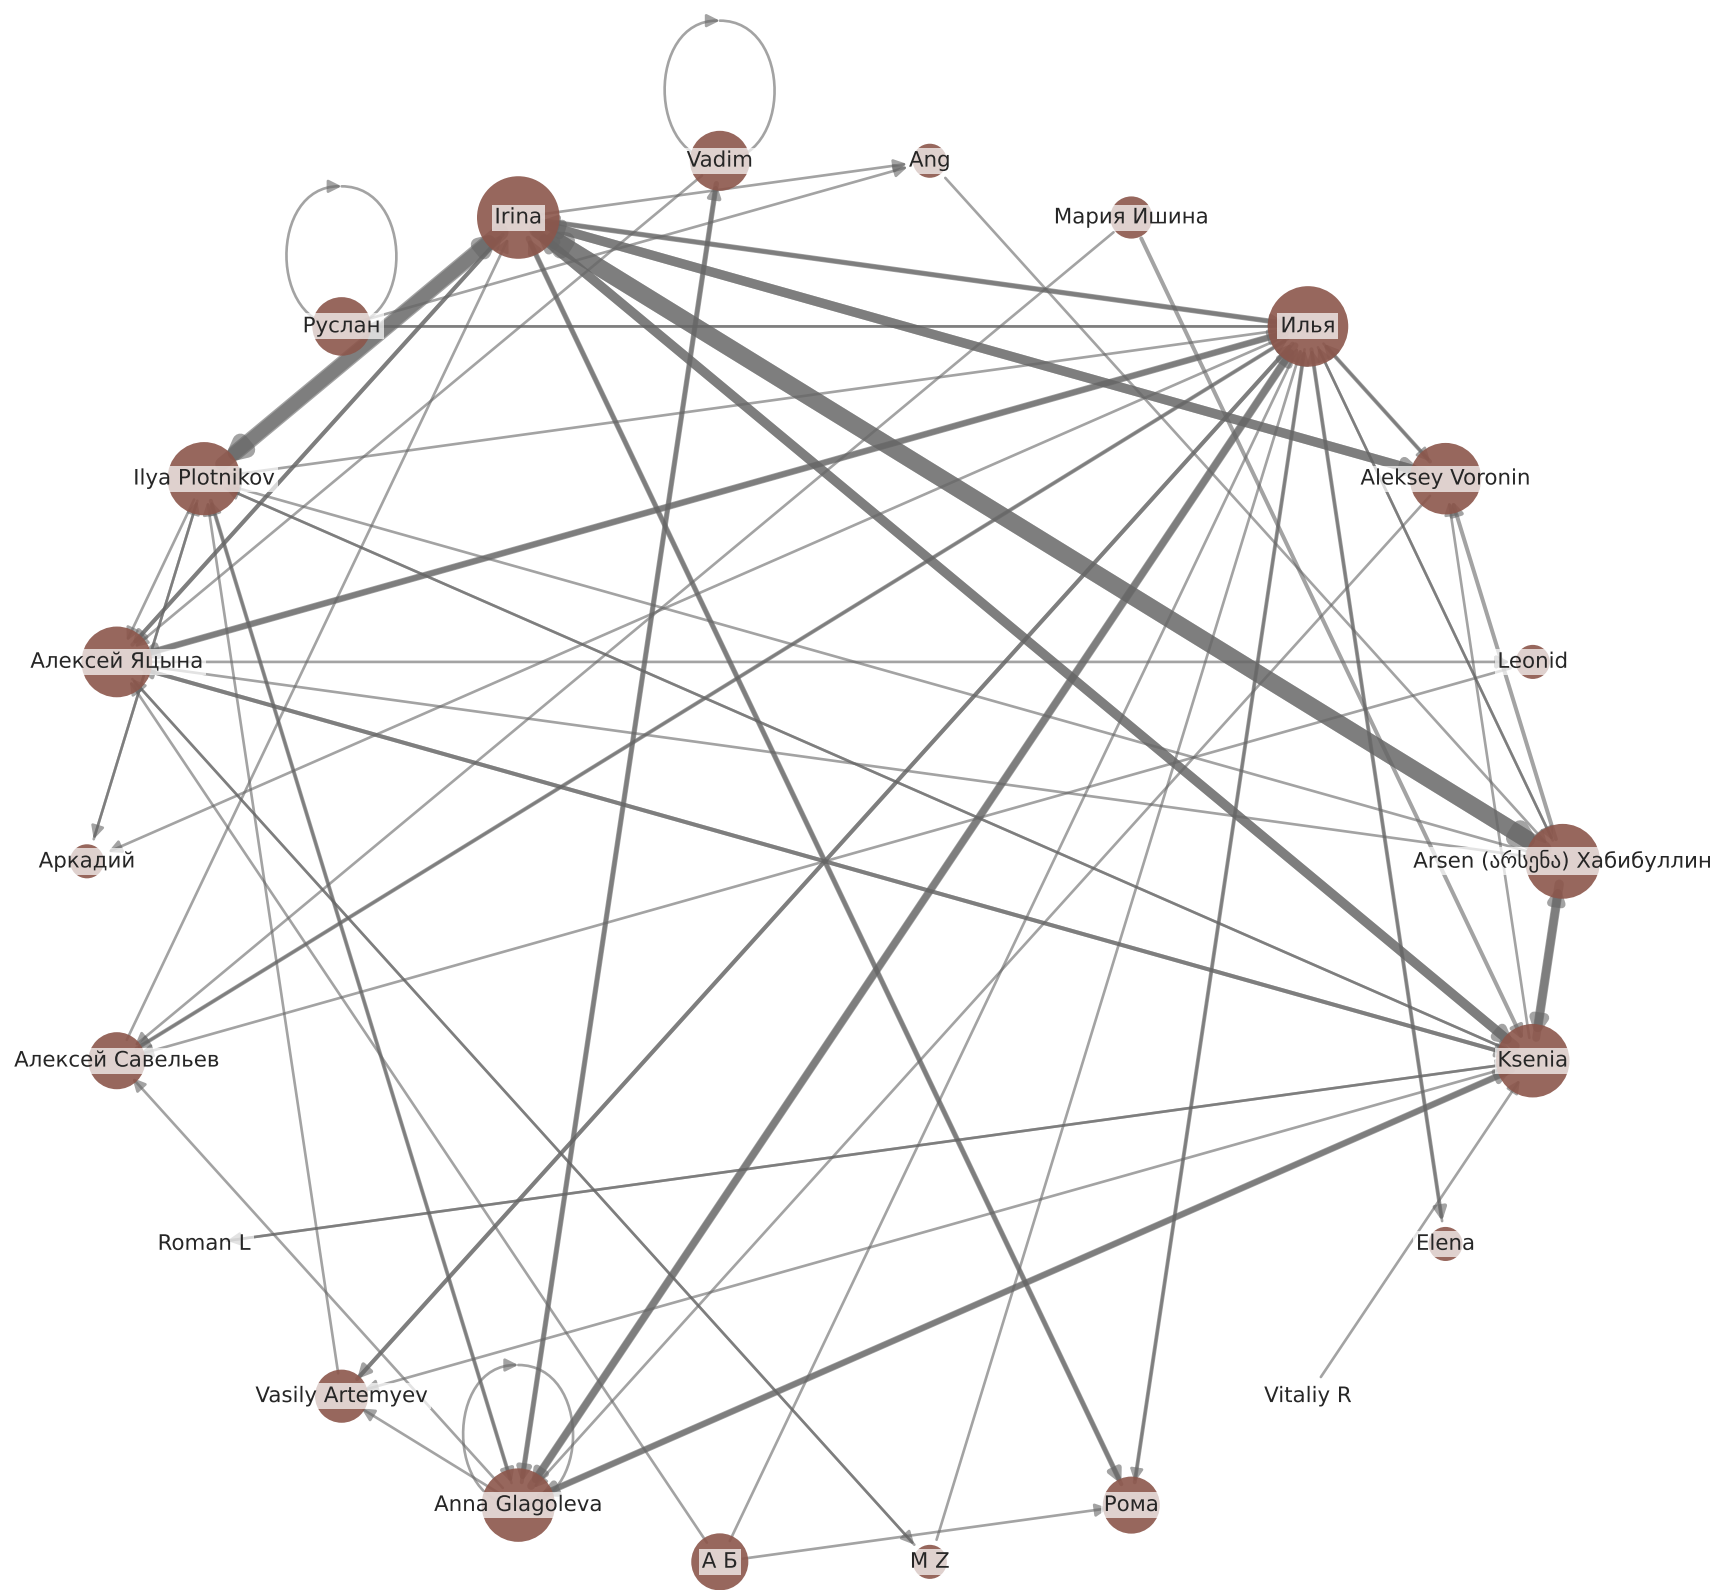 Vadim
Ang
Irina
Мария Ишина
Руслан
Илья
Ilya Plotnikov
Aleksey Voronin
Алексей Яцына
Leonid
Аркадий
Arsen (არსენა) Хабибуллин
Алексей Савельев
Ksenia
Roman L
Elena
Vasily Artemyev
Vitaliy R
Anna Glagoleva
Рома
А Б
M Z